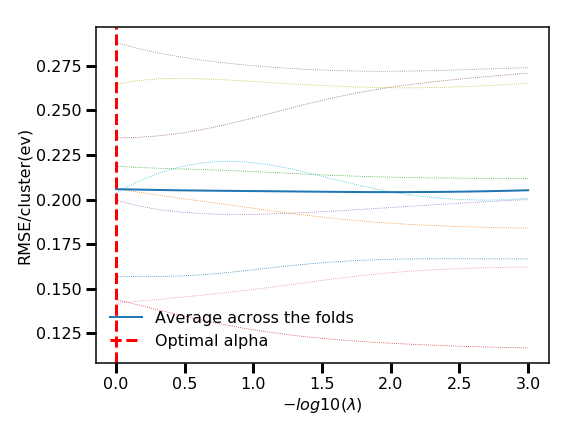 0.275
0.250
0.225
0.200
0.175
0.150
0.125
RMSE/cluster(ev)
Average across the folds
Optimal alpha
0.0 0.5 1.0 1.5 2.0 2.5 3.0
−log10(λ)